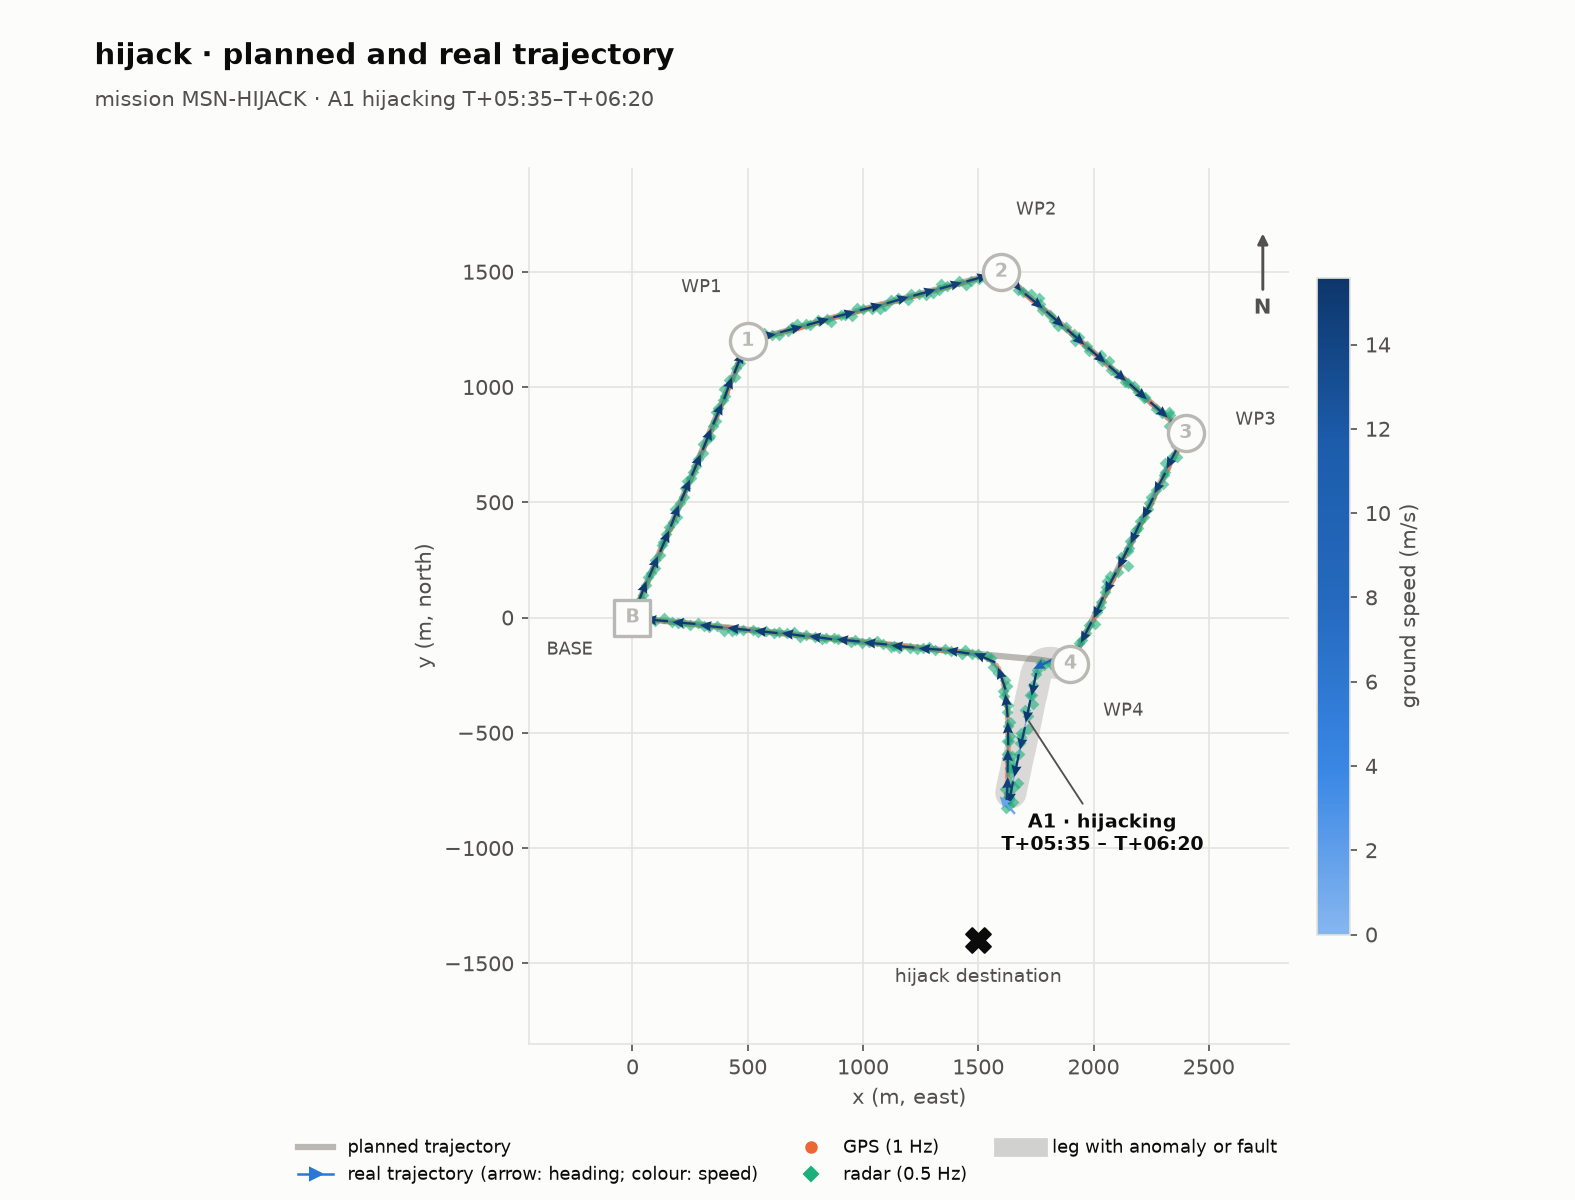 hijack · planned and real trajectory
mission MSN-HIJACK · A1 hijacking T+05:35–T+06:20
WP2
WP1
WP3
WP4
BASE
1
2
3
4
B
N
A1 · hijacking
T+05:35 – T+06:20
hijack destination
1500
1000
500
0
−500
−1000
−1500
y (m, north)
0
500
1000
1500
2000
2500
x (m, east)
14
12
10
8
6
4
2
0
ground speed (m/s)
planned trajectory
real trajectory (arrow: heading; colour: speed)
GPS (1 Hz)
radar (0.5 Hz)
leg with anomaly or fault